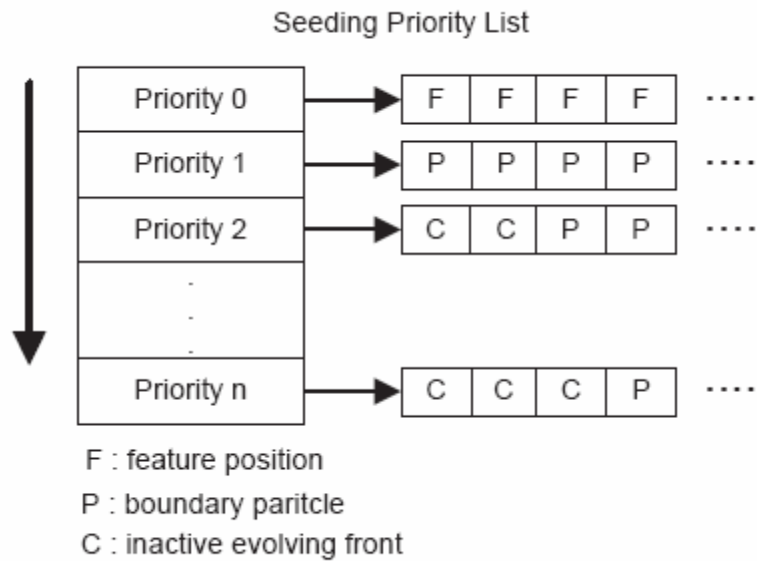 Seeding Priority List
Priority 0 F F F F ....
Priority 1 P P P P ....
Priority 2 C C P P ....
.
.
.
Priority n C C C P ....
F : feature position
P : boundary paritcle
C : inactive evolving front